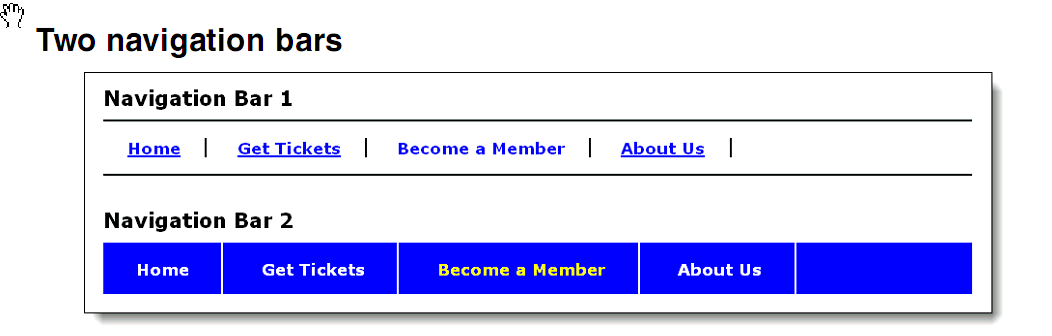 Two navigation bars
Navigation Bar 1
Home | Get Tickets | Become a Member | About Us |
Navigation Bar 2
Home Get Tickets Become a Member About Us